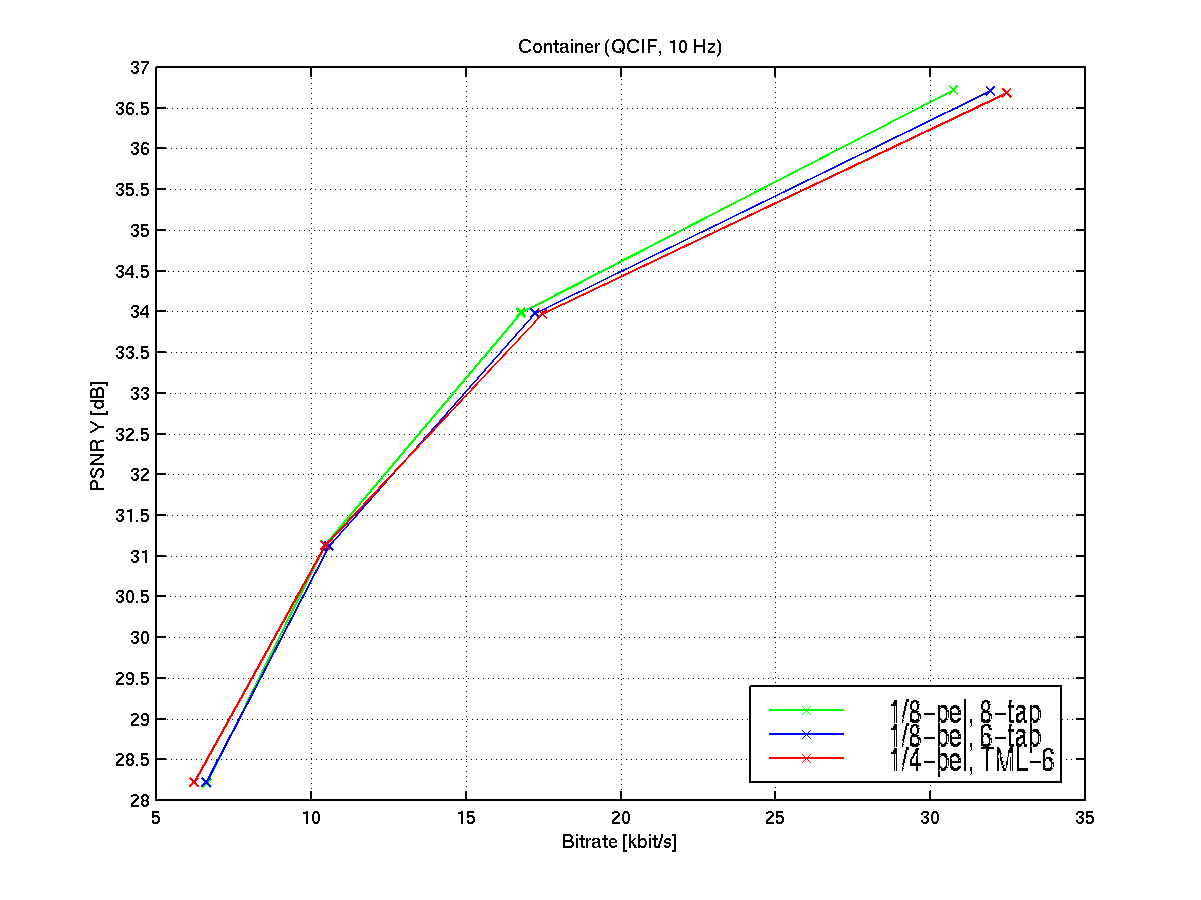 Container (QCIF, 10 Hz)
37
36.5
36
35.5
35
34.5
34
33.5
33
32.5
32
31.5
31
30.5
30
29.5
29
28.5
28
PSNR Y [dB]
1/8-pel, 8-tap
1/8-pel, 6-tap
1/4-pel, TML-6
5 10 15 20 25 30 35
Bitrate [kbit/s]